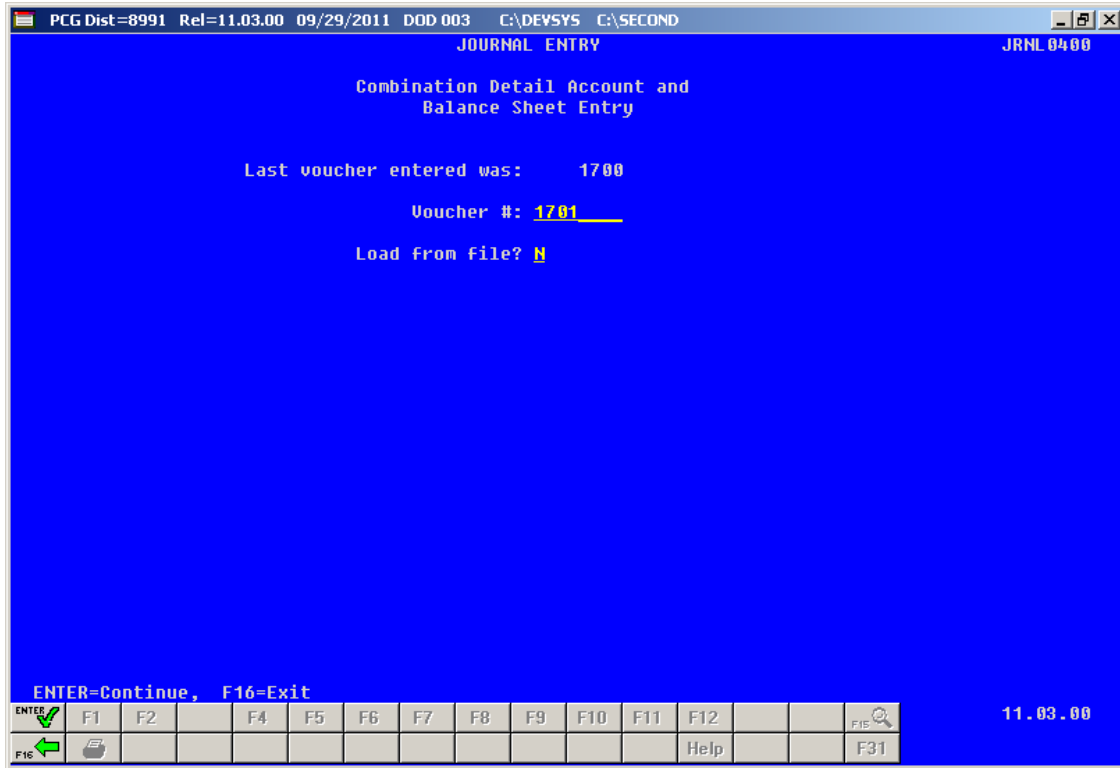 PCG Dist=8991 Rel=11.03.00 09/29/2011 DOD 003 C:\DEVSYS C:\SECOND
JOURNAL ENTRY JRNL0400
Combination Detail Account and
Balance Sheet Entry
Last voucher entered was: 1700
Voucher #: 1701
Load from file? N
ENTER=Continue, F16=Exit
ENTER F1 F2 F4 F5 F6 F7 F8 F9 F10 F11 F12 F15 11.03.00
F16 Help F31